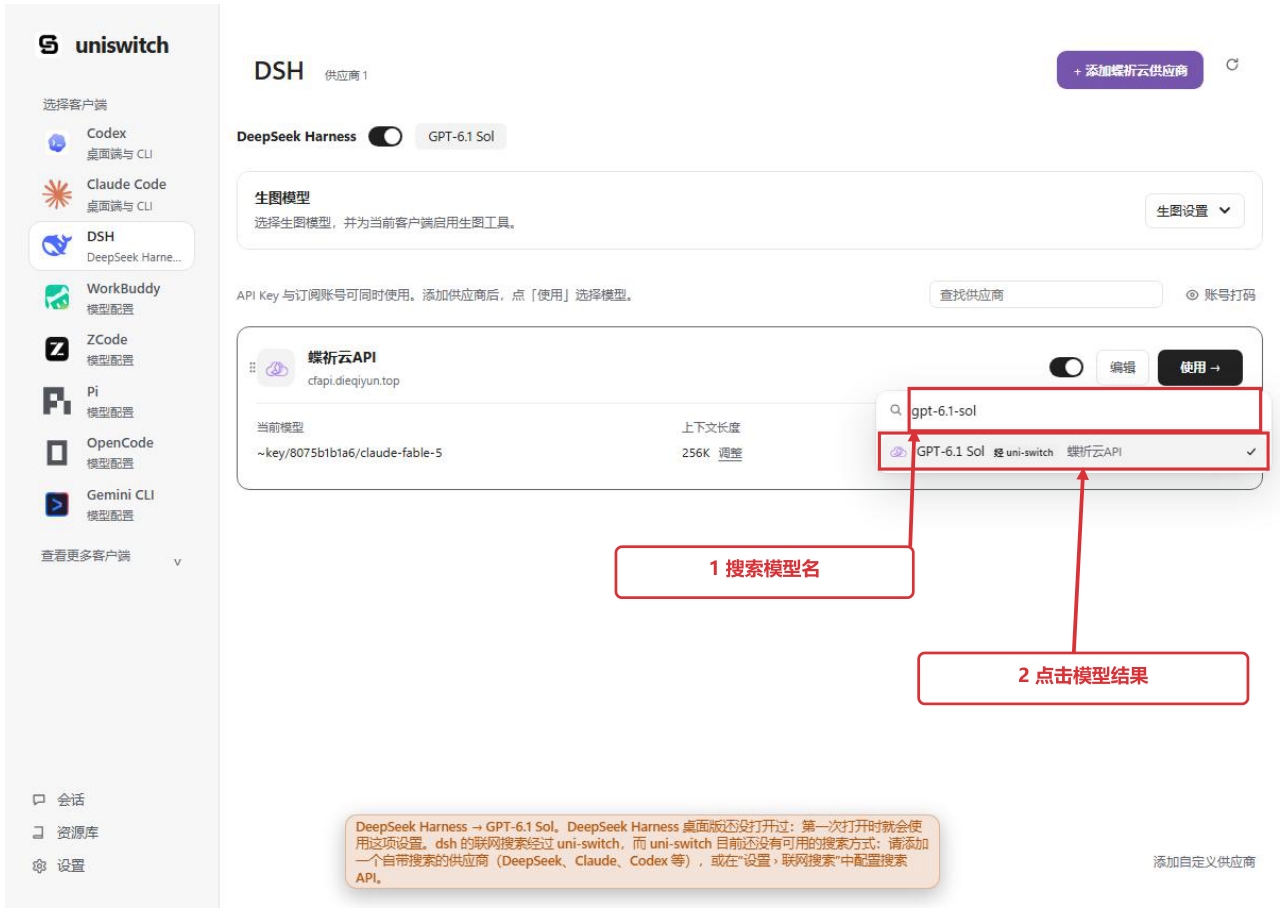 uniswitch
选择客户端
Codex
桌面端与 CLI
Claude Code
桌面端与 CLI
DSH
DeepSeek Harne...
WorkBuddy
模型配置
ZCode
模型配置
Pi
模型配置
OpenCode
模型配置
Gemini CLI
模型配置
查看更多客户端 v
会话
资源库
设置
DSH 供应商 1
+ 添加蝶祈云供应商
DeepSeek Harness GPT-6.1 Sol
生图模型
选择生图模型，并为当前客户端启用生图工具。
生图设置
API Key 与订阅账号可同时使用。添加供应商后，点「使用」选择模型。
查找供应商
账号打码
蝶祈云API
cfapi.dieqiyun.top
编辑
使用 →
当前模型
~key/8075b1b1a6/claude-fable-5
上下文长度
256K 调整
gpt-6.1-sol
GPT-6.1 Sol 经 uni-switch 蝶祈云API
1 搜索模型名
2 点击模型结果
DeepSeek Harness → GPT-6.1 Sol。DeepSeek Harness 桌面版还没打开过：第一次打开时就会使
用这项设置。dsh 的联网搜索经过 uni-switch，而 uni-switch 目前还没有可用的搜索方式：请添加
一个自带搜索的供应商（DeepSeek、Claude、Codex 等），或在“设置 › 联网搜索”中配置搜索
API。
添加自定义供应商